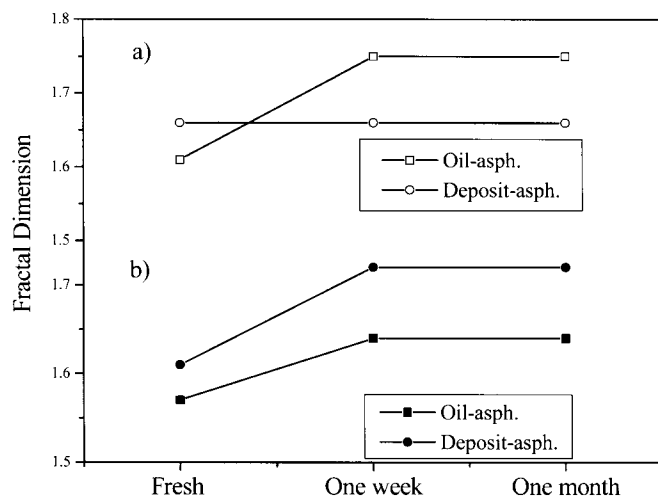 1.8
a)
1.7
1.6
Oil-asph.
Deposit-asph.
1.5
Fractal Dimension
b)
1.7
1.6
Oil-asph.
Deposit-asph.
1.5
Fresh One week One month